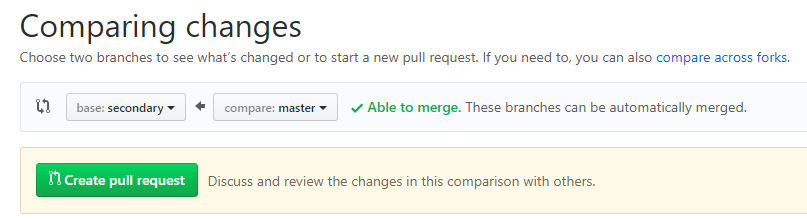 Comparing changes
Choose two branches to see what’s changed or to start a new pull request. If you need to, you can also compare across forks.
base: secondary compare: master Able to merge. These branches can be automatically merged.
Create pull request Discuss and review the changes in this comparison with others.